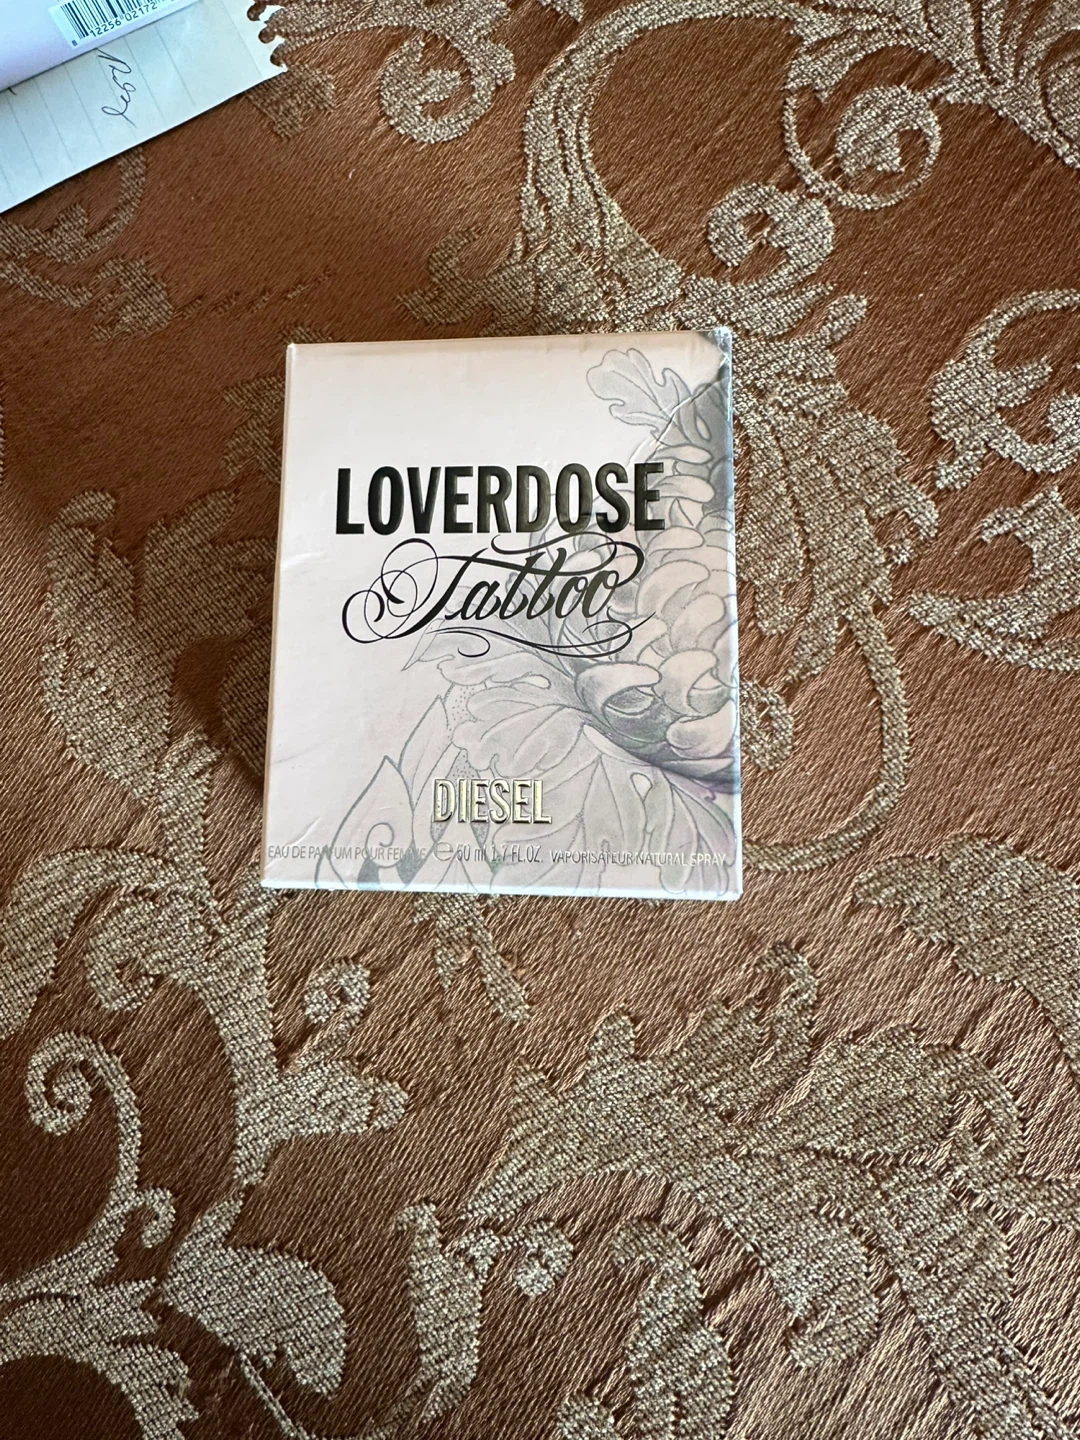 LOVERDOSE
Tattoo
DIESEL
EAU DE PARFUM POUR FEMME e 50 ml 1.7 FL.OZ. VAPORISATEUR NATURAL SPRAY